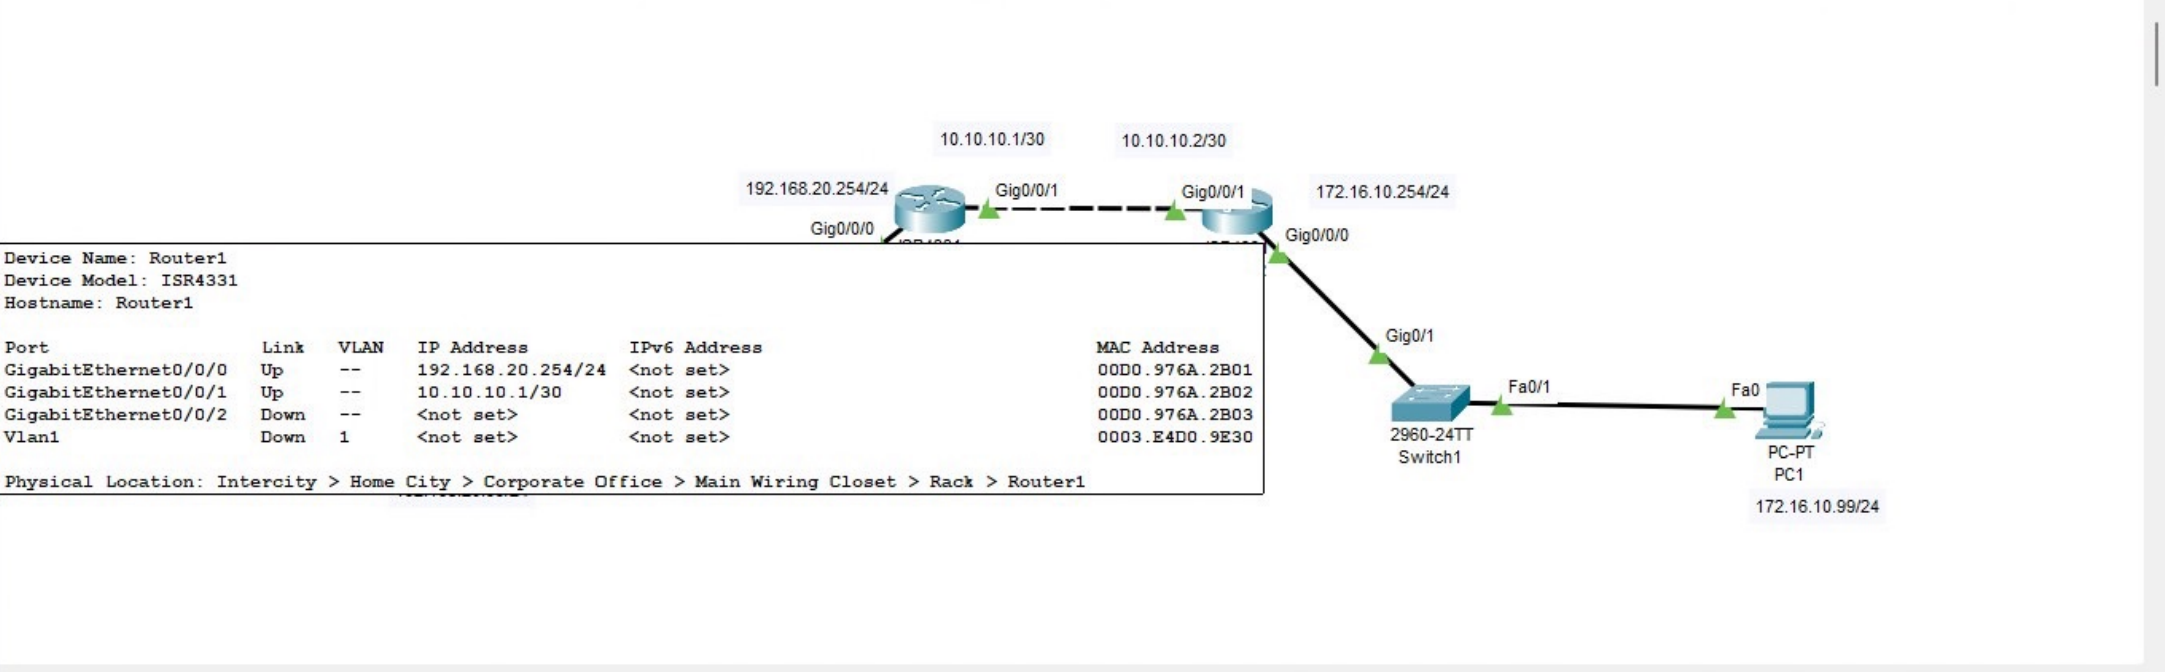 10.10.10.1/30
10.10.10.2/30
192.168.20.254/24
Gig0/0/1
Gig0/0/1
172.16.10.254/24
Gig0/0/0
Gig0/0/0
Device Name: Router1
Device Model: ISR4331
Hostname: Router1
Port Link VLAN IP Address IPv6 Address MAC Address
GigabitEthernet0/0/0 Up -- 192.168.20.254/24 <not set> 00D0.976A.2B01
GigabitEthernet0/0/1 Up -- 10.10.10.1/30 <not set> 00D0.976A.2B02
GigabitEthernet0/0/2 Down -- <not set> <not set> 00D0.976A.2B03
Vlan1 Down 1 <not set> <not set> 0003.E4D0.9E30
Physical Location: Intercity > Home City > Corporate Office > Main Wiring Closet > Rack > Router1
Gig0/1
Fa0/1
Fa0
2960-24TT
Switch1
PC-PT
PC1
172.16.10.99/24